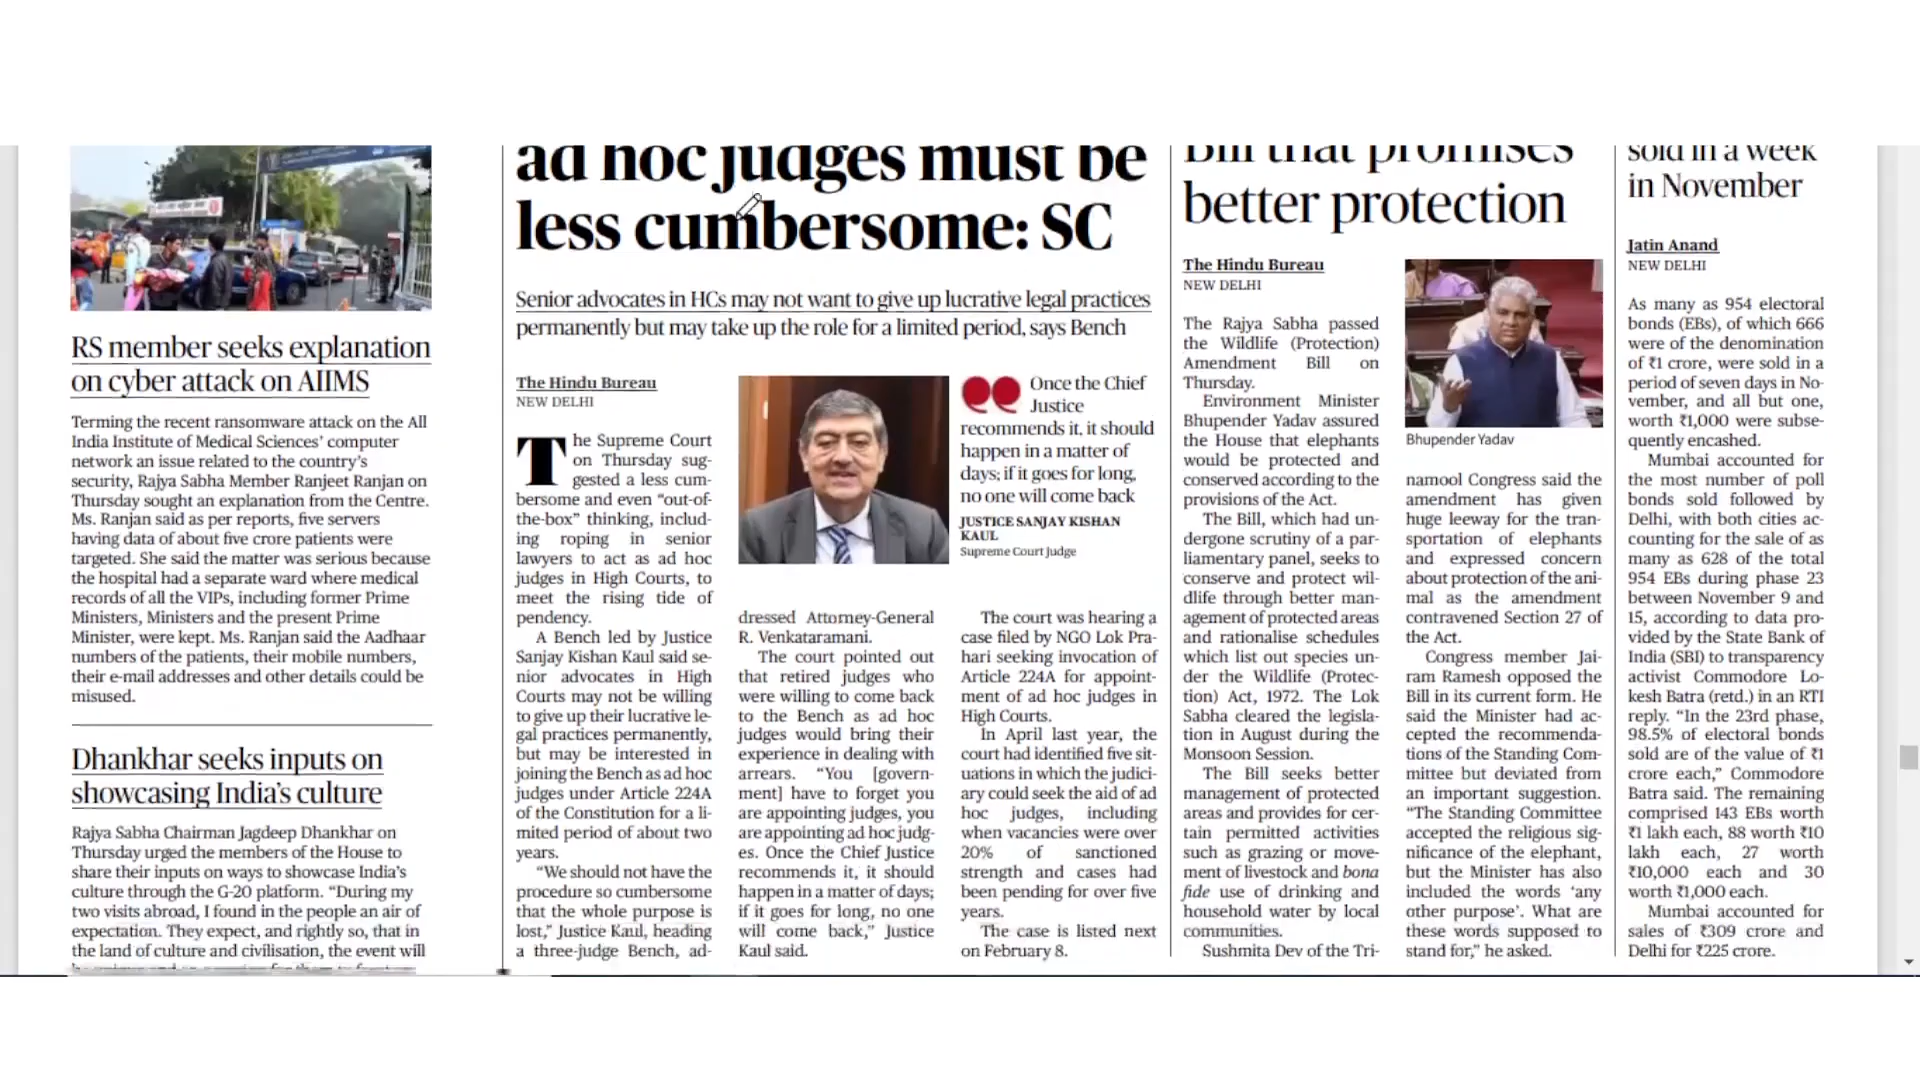 RS member seeks explanation
on cyber attack on AIIMS
Terming the recent ransomware attack on the All
India Institute of Medical Sciences’ computer
network an issue related to the country’s
security, Rajya Sabha Member Ranjeet Ranjan on
Thursday sought an explanation from the Centre.
Ms. Ranjan said as per reports, five servers
having data of about five crore patients were
targeted. She said the matter was serious because
the hospital had a separate ward where medical
records of all the VIPs, including former Prime
Ministers, Ministers and the present Prime
Minister, were kept. Ms. Ranjan said the Aadhaar
numbers of the patients, their mobile numbers,
their e-mail addresses and other details could be
misused.
Dhankhar seeks inputs on
showcasing India’s culture
Rajya Sabha Chairman Jagdeep Dhankhar on
Thursday urged the members of the House to
share their inputs on ways to showcase India’s
culture through the G-20 platform. “During my
two visits abroad, I found in the people an air of
expectation. They expect, and rightly so, that in
the land of culture and civilisation, the event will
ad hoc judges must be
less cumbersome: SC
Senior advocates in HCs may not want to give up lucrative legal practices
permanently but may take up the role for a limited period, says Bench
The Hindu Bureau
NEW DELHI
The Supreme Court
on Thursday sug-
gested a less cum-
bersome and even “out-of-
the-box” thinking, includ-
ing roping in senior
lawyers to act as ad hoc
judges in High Courts, to
meet the rising tide of
pendency.
A Bench led by Justice
Sanjay Kishan Kaul said se-
nior advocates in High
Courts may not be willing
to give up their lucrative le-
gal practices permanently,
but may be interested in
joining the Bench as ad hoc
judges under Article 224A
of the Constitution for a li-
mited period of about two
years.
“We should not have the
procedure so cumbersome
that the whole purpose is
lost,” Justice Kaul, heading
a three-judge Bench, ad-
Once the Chief
Justice
recommends it, it should
happen in a matter of
days; if it goes for long,
no one will come back
JUSTICE SANJAY KISHAN
KAUL
Supreme Court Judge
dressed Attorney-General
R. Venkataramani.
The court pointed out
that retired judges who
were willing to come back
to the Bench as ad hoc
judges would bring their
experience in dealing with
arrears. “You [govern-
ment] have to forget you
are appointing judges, you
are appointing ad hoc judg-
es. Once the Chief Justice
recommends it, it should
happen in a matter of days;
if it goes for long, no one
will come back,” Justice
Kaul said.
The court was hearing a
case filed by NGO Lok Pra-
hari seeking invocation of
Article 224A for appoint-
ment of ad hoc judges in
High Courts.
In April last year, the
court had identified five sit-
uations in which the judici-
ary could seek the aid of ad
hoc judges, including
when vacancies were over
20% of sanctioned
strength and cases had
been pending for over five
years.
The case is listed next
on February 8.
Bill that promises
better protection
The Hindu Bureau
NEW DELHI
The Rajya Sabha passed
the Wildlife (Protection)
Amendment Bill on
Thursday.
Environment Minister
Bhupender Yadav assured
the House that elephants
would be protected and
conserved according to the
provisions of the Act.
The Bill, which had un-
dergone scrutiny of a par-
liamentary panel, seeks to
conserve and protect wil-
dlife through better man-
agement of protected areas
and rationalise schedules
which list out species un-
der the Wildlife (Protec-
tion) Act, 1972. The Lok
Sabha cleared the legisla-
tion in August during the
Monsoon Session.
The Bill seeks better
management of protected
areas and provides for cer-
tain permitted activities
such as grazing or move-
ment of livestock and bona
fide use of drinking and
household water by local
communities.
Sushmita Dev of the Tri-
Bhupender Yadav
namool Congress said the
amendment has given
huge leeway for the tran-
sportation of elephants
and expressed concern
about protection of the ani-
mal as the amendment
contravened Section 27 of
the Act.
Congress member Jai-
ram Ramesh opposed the
Bill in its current form. He
said the Minister had ac-
cepted the recommenda-
tions of the Standing Com-
mittee but deviated from
an important suggestion.
“The Standing Committee
accepted the religious sig-
nificance of the elephant,
but the Minister has also
included the words ‘any
other purpose’. What are
these words supposed to
stand for,” he asked.
sold in a week
in November
Jatin Anand
NEW DELHI
As many as 954 electoral
bonds (EBs), of which 666
were of the denomination
of ₹1 crore, were sold in a
period of seven days in No-
vember, and all but one,
worth ₹1,000 were subse-
quently encashed.
Mumbai accounted for
the most number of poll
bonds sold followed by
Delhi, with both cities ac-
counting for the sale of as
many as 628 of the total
954 EBs during phase 23
between November 9 and
15, according to data pro-
vided by the State Bank of
India (SBI) to transparency
activist Commodore Lo-
kesh Batra (retd.) in an RTI
reply. “In the 23rd phase,
98.5% of electoral bonds
sold are of the value of ₹1
crore each,” Commodore
Batra said. The remaining
comprised 143 EBs worth
₹1 lakh each, 88 worth ₹10
lakh each, 27 worth
₹10,000 each and 30
worth ₹1,000 each.
Mumbai accounted for
sales of ₹309 crore and
Delhi for ₹225 crore.